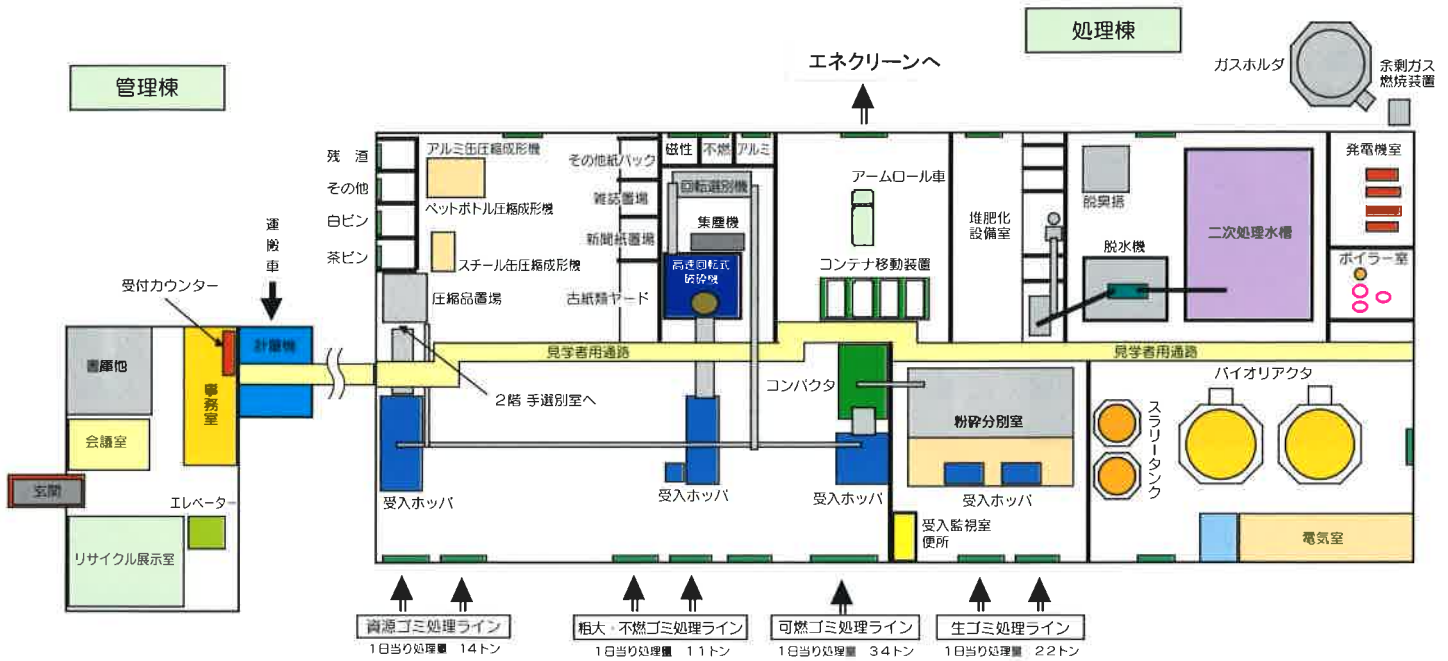 処理棟
管理棟
エネクリーンへ
ガスホルダ
余剰ガス
燃焼装置
残渣
その他
白ビン
茶ビン
アルミ缶圧縮成形機
ペットボトル圧縮成形機
スチール缶圧縮成形機
圧縮品置場
その他紙パック
雑誌置場
新聞紙置場
古紙類ヤード
磁性
不燃
アルミ
回転選別機
集塵機
高速回転式
破砕機
アームロール車
コンテナ移動装置
堆肥化
設備室
脱臭搭
脱水機
二次処理水槽
発電機室
ボイラー室
運搬車
受付カウンター
計量機
書庫他
事務室
会議室
玄関
エレベーター
リサイクル展示室
見学者用通路
見学者用通路
2階 手選別室へ
コンパクタ
粉砕分別室
バイオリアクタ
スラリータンク
受入ホッパ
受入ホッパ
受入ホッパ
受入ホッパ
受入監視室
便所
電気室
資源ゴミ処理ライン
1日当り処理量 14トン
粗大・不燃ゴミ処理ライン
1日当り処理量 11トン
可燃ゴミ処理ライン
1日当り処理量 34トン
生ゴミ処理ライン
1日当り処理量 22トン